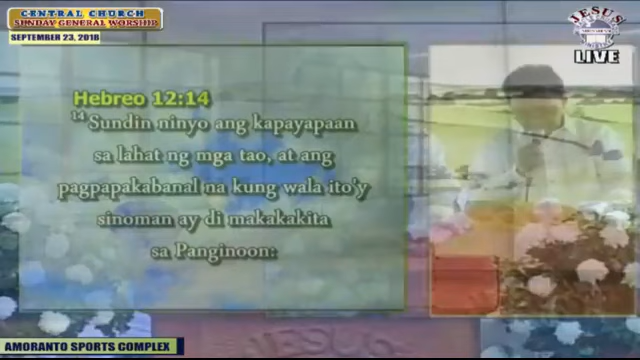 CENTRAL CHURCH
SUNDAY GENERAL WORSHIP
SEPTEMBER 23, 2018
JESUS
LIVE
Hebreo 12:14
14 Sundin ninyo ang kapayapaan
sa lahat ng mga tao, at ang
pagpapakabanal na kung wala ito'y
sinoman ay di makakakita
sa Panginoon:
JESUS
AMORANTO SPORTS COMPLEX